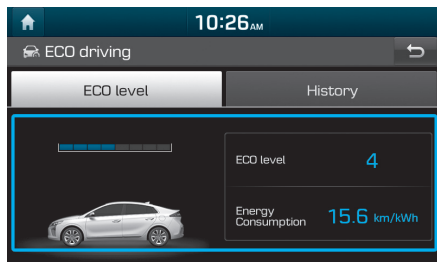 10:26AM
ECO driving
ECO level
History
ECO level 4
Energy
Consumption 15.6 km/kWh